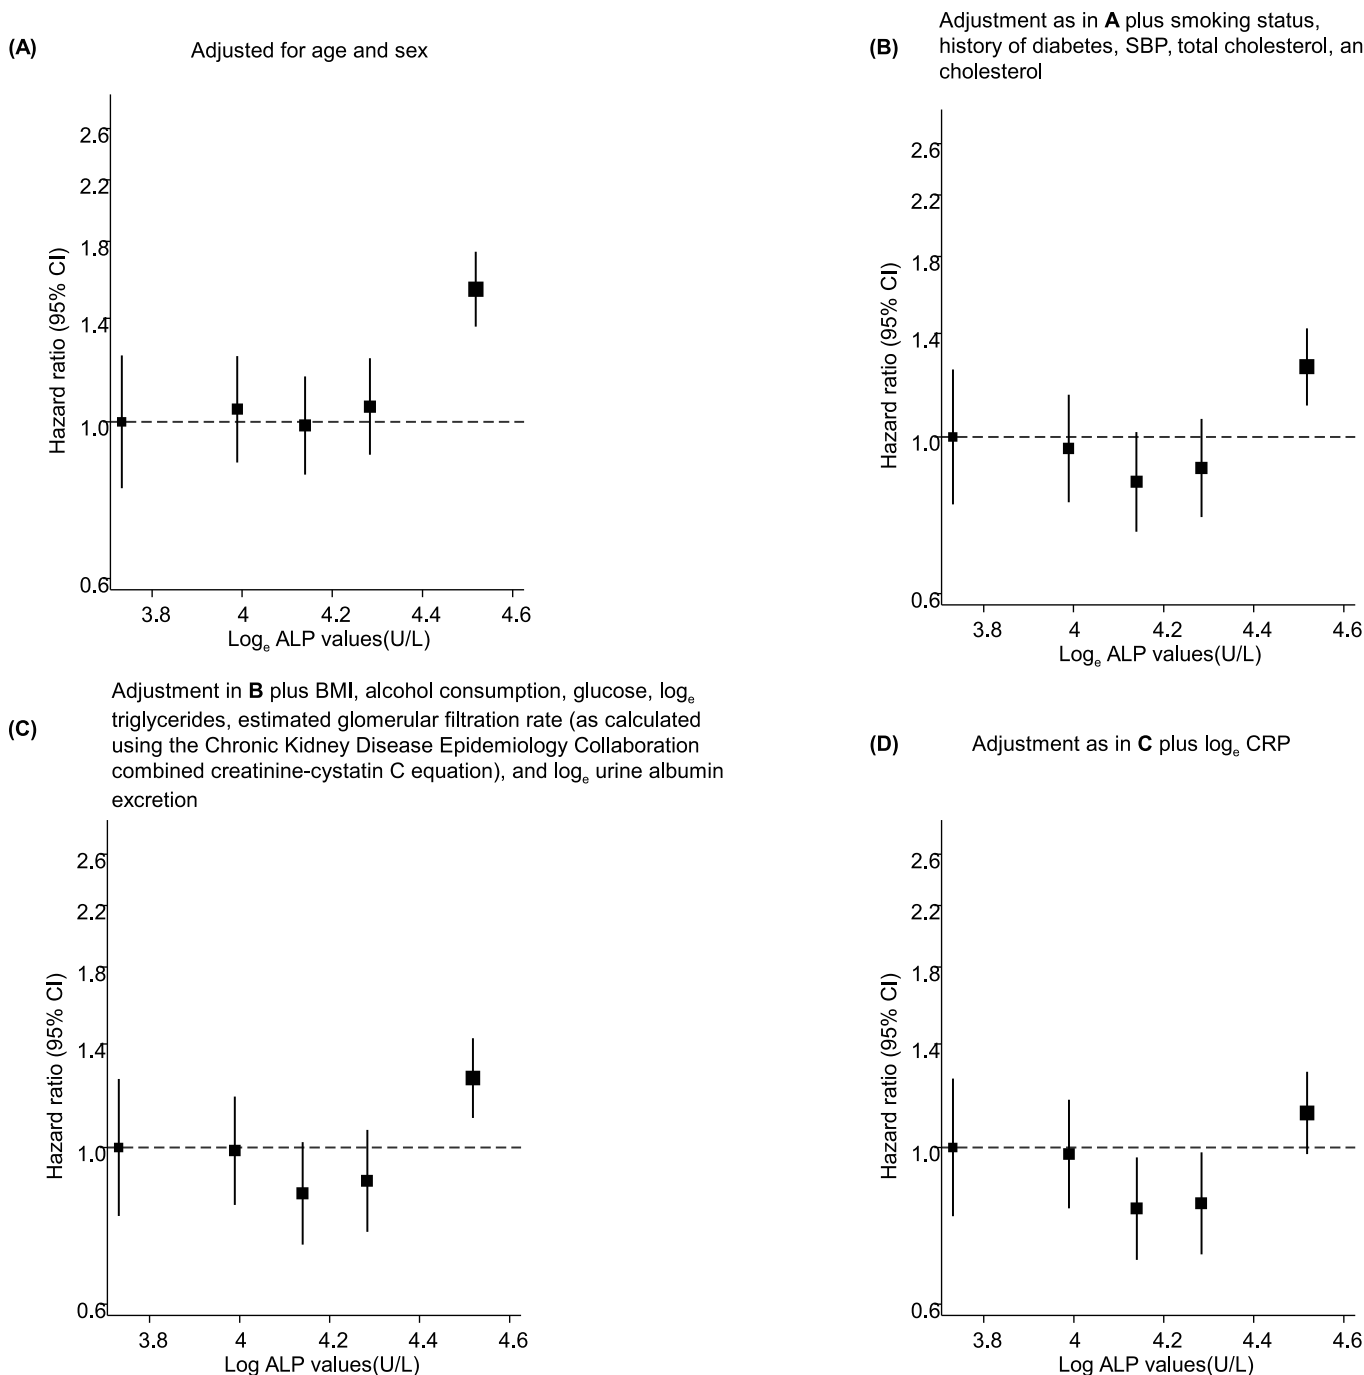 (A)
Adjusted for age and sex
2.6
2.2
1.8
1.4
1.0
0.6
Hazard ratio (95% CI)
3.8 4 4.2 4.4 4.6
Logₑ ALP values(U/L)
(B)
Adjustment as in A plus smoking status,
history of diabetes, SBP, total cholesterol, an
cholesterol
2.6
2.2
1.8
1.4
1.0
0.6
Hazard ratio (95% CI)
3.8 4 4.2 4.4 4.6
Logₑ ALP values(U/L)
(C)
Adjustment in B plus BMI, alcohol consumption, glucose, logₑ
triglycerides, estimated glomerular filtration rate (as calculated
using the Chronic Kidney Disease Epidemiology Collaboration
combined creatinine-cystatin C equation), and logₑ urine albumin
excretion
2.6
2.2
1.8
1.4
1.0
0.6
Hazard ratio (95% CI)
3.8 4 4.2 4.4 4.6
Log ALP values(U/L)
(D)
Adjustment as in C plus logₑ CRP
2.6
2.2
1.8
1.4
1.0
0.6
Hazard ratio (95% CI)
3.8 4 4.2 4.4 4.6
Log ALP values(U/L)